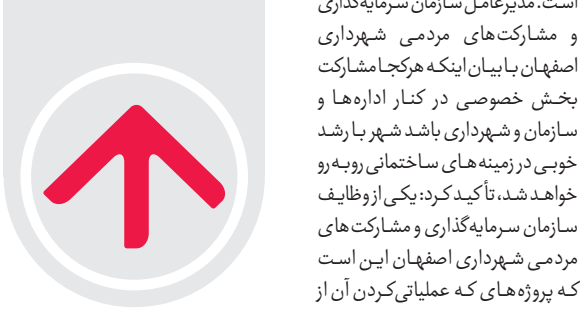 است. مدیرعامل سازمان سرمایه‌گذاری
و مشارکت‌های مردمی شهرداری
اصفهان با بیان اینکه هرکجا مشارکت
بخش خصوصی در کنار اداره‌ها و
سازمان و شهرداری باشد شهر با رشد
خوبی در زمینه‌های ساختمانی روبه‌رو
خواهد شد، تأکید کرد: یکی از وظایف
سازمان سرمایه‌گذاری و مشارکت‌های
مردمی شهرداری اصفهان این است
که پروژه‌های که عملیاتی‌کردن آن از